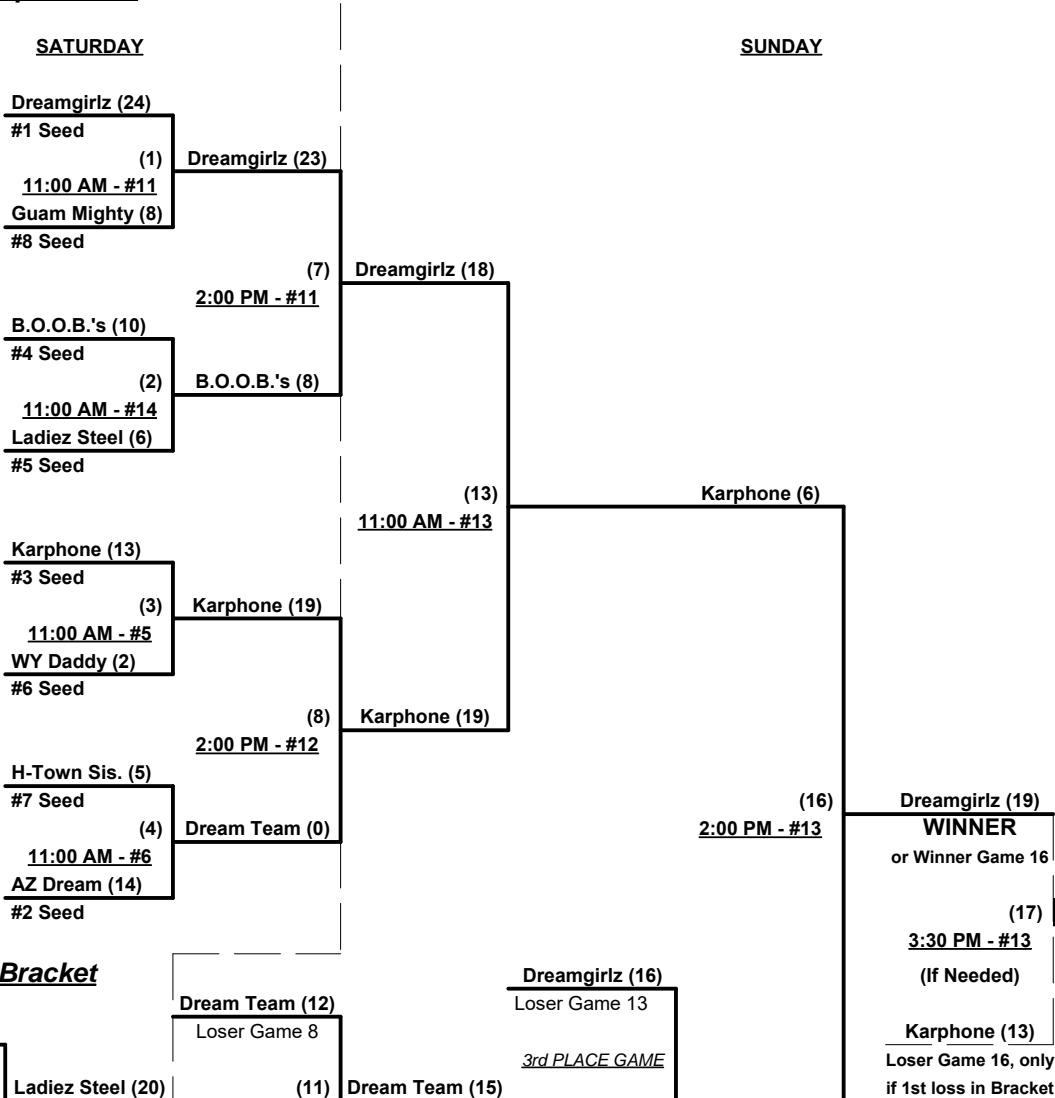 SATURDAY
SUNDAY
Dreamgirlz (24)
#1 Seed
(1)
Dreamgirlz (23)
11:00 AM - #11
Guam Mighty (8)
#8 Seed
(7)
Dreamgirlz (18)
2:00 PM - #11
B.O.O.B.'s (10)
#4 Seed
(2)
B.O.O.B.'s (8)
11:00 AM - #14
Ladiez Steel (6)
#5 Seed
(13)
Karphone (6)
11:00 AM - #13
Karphone (13)
#3 Seed
(3)
Karphone (19)
11:00 AM - #5
WY Daddy (2)
#6 Seed
(8)
Karphone (19)
2:00 PM - #12
H-Town Sis. (5)
#7 Seed
(4)
Dream Team (0)
11:00 AM - #6
AZ Dream (14)
#2 Seed
(16)
Dreamgirlz (19)
2:00 PM - #13
WINNER
or Winner Game 16
(17)
3:30 PM - #13
(If Needed)
Karphone (13)
Loser Game 16, only
if 1st loss in Bracket
Bracket
Dreamgirlz (16)
Loser Game 13
Dream Team (12)
Loser Game 8
3rd PLACE GAME
Ladiez Steel (20)
(11)
Dream Team (15)